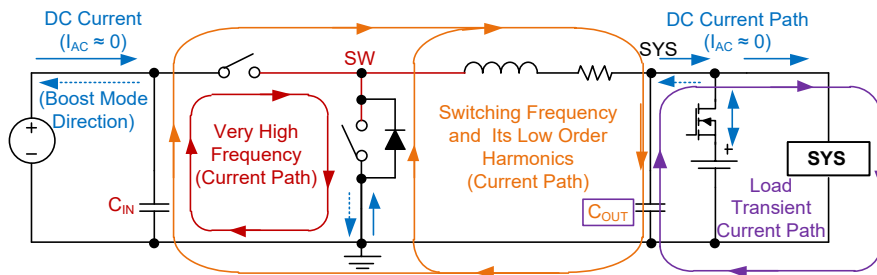 DC Current
(I_AC ≈ 0)
(Boost Mode
Direction)
SW
SYS
DC Current Path
(I_AC ≈ 0)
Very High
Frequency
(Current Path)
Switching Frequency
and Its Low Order
Harmonics
(Current Path)
+
−
+
SYS
C_IN
C_OUT
Load
Transient
Current Path